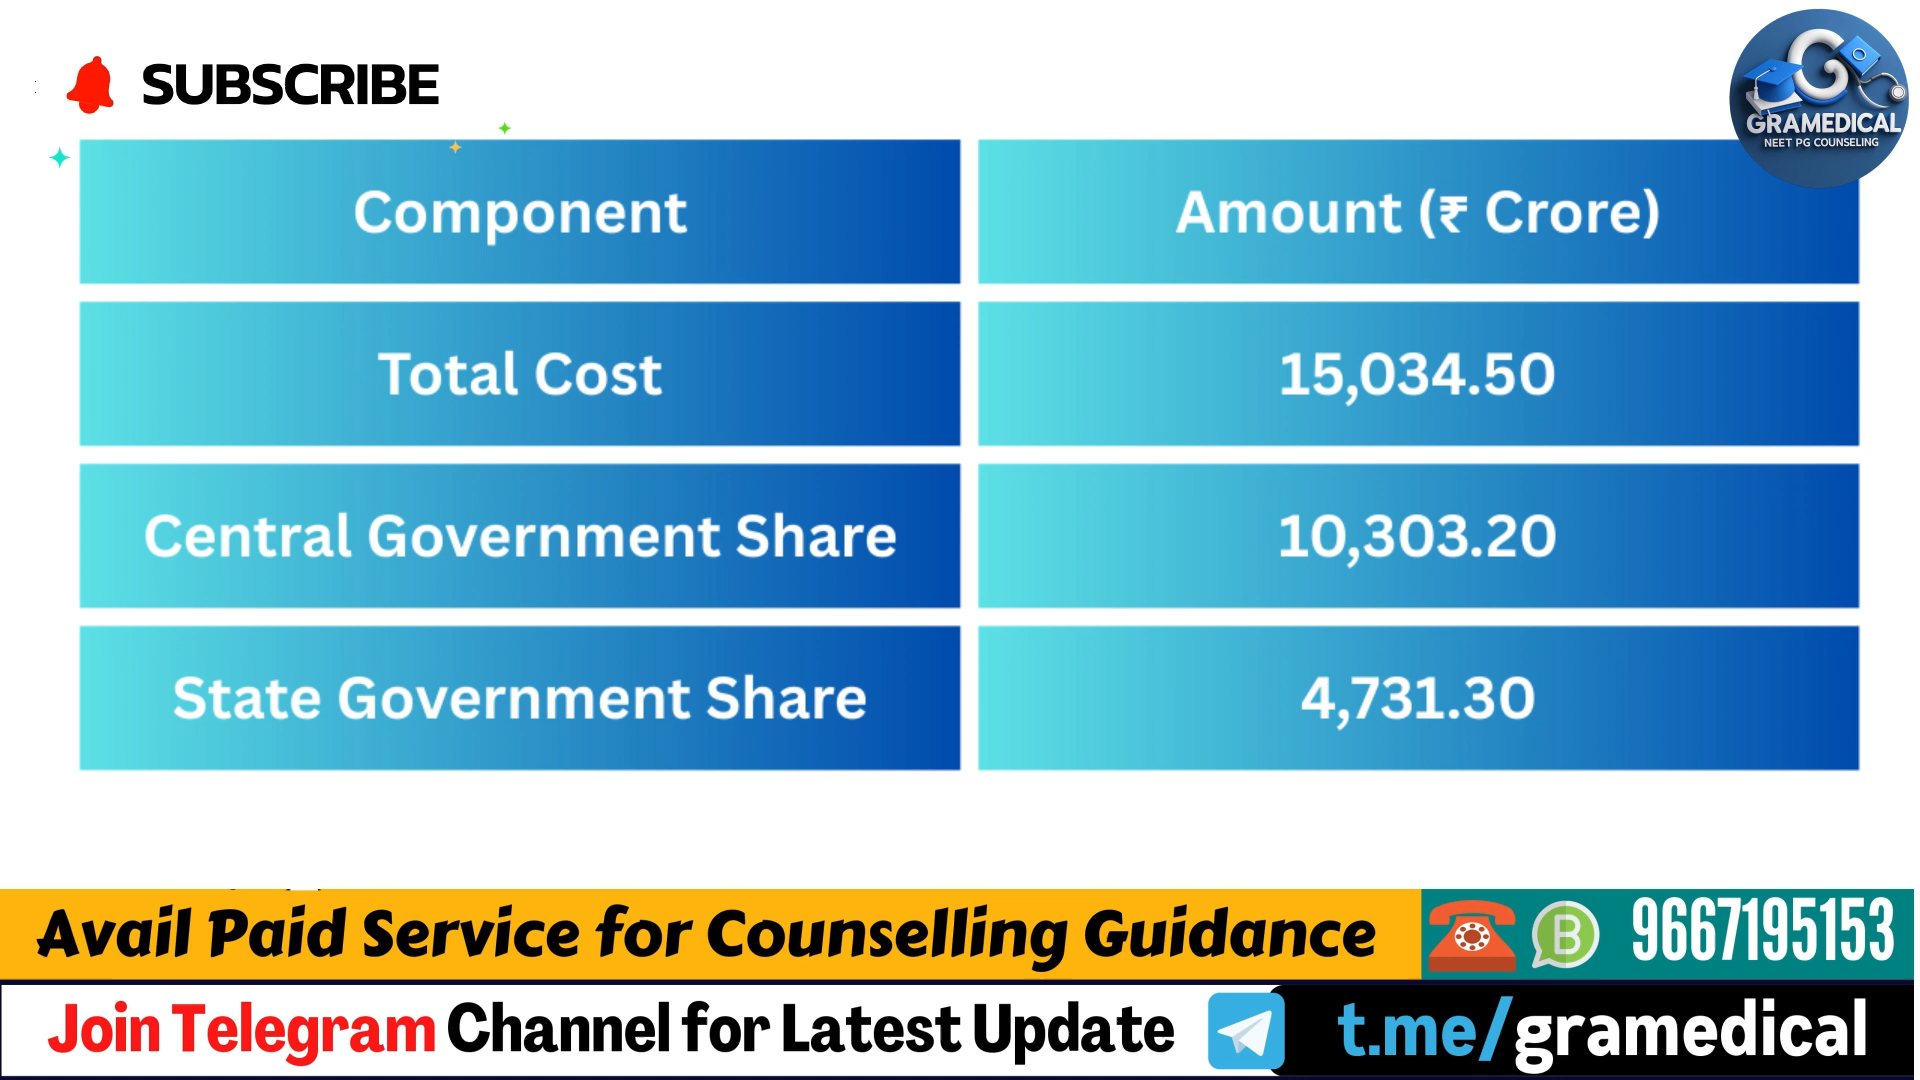 SUBSCRIBE
GRAMEDICAL
NEET PG COUNSELING
Component
Amount (₹ Crore)
Total Cost
15,034.50
Central Government Share
10,303.20
State Government Share
4,731.30
Avail Paid Service for Counselling Guidance
9667195153
Join Telegram Channel for Latest Update
t.me/gramedical